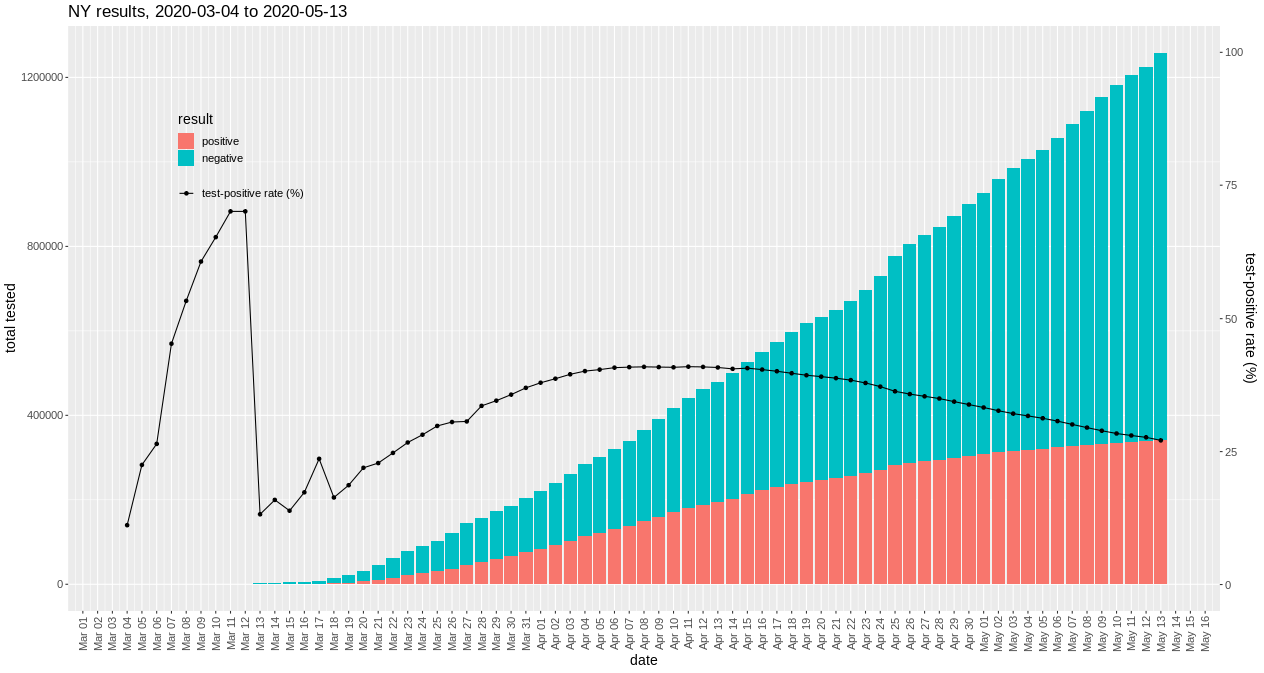 NY results, 2020-03-04 to 2020-05-13
total tested
1200000
800000
400000
0
result
positive
negative
test-positive rate (%)
100
75
50
25
0
test-positive rate (%)
Mar 01
Mar 02
Mar 03
Mar 04
Mar 05
Mar 06
Mar 07
Mar 08
Mar 09
Mar 10
Mar 11
Mar 12
Mar 13
Mar 14
Mar 15
Mar 16
Mar 17
Mar 18
Mar 19
Mar 20
Mar 21
Mar 22
Mar 23
Mar 24
Mar 25
Mar 26
Mar 27
Mar 28
Mar 29
Mar 30
Mar 31
Apr 01
Apr 02
Apr 03
Apr 04
Apr 05
Apr 06
Apr 07
Apr 08
Apr 09
Apr 10
Apr 11
Apr 12
Apr 13
Apr 14
Apr 15
Apr 16
Apr 17
Apr 18
Apr 19
Apr 20
Apr 21
Apr 22
Apr 23
Apr 24
Apr 25
Apr 26
Apr 27
Apr 28
Apr 29
Apr 30
May 01
May 02
May 03
May 04
May 05
May 06
May 07
May 08
May 09
May 10
May 11
May 12
May 13
May 14
May 15
May 16
date